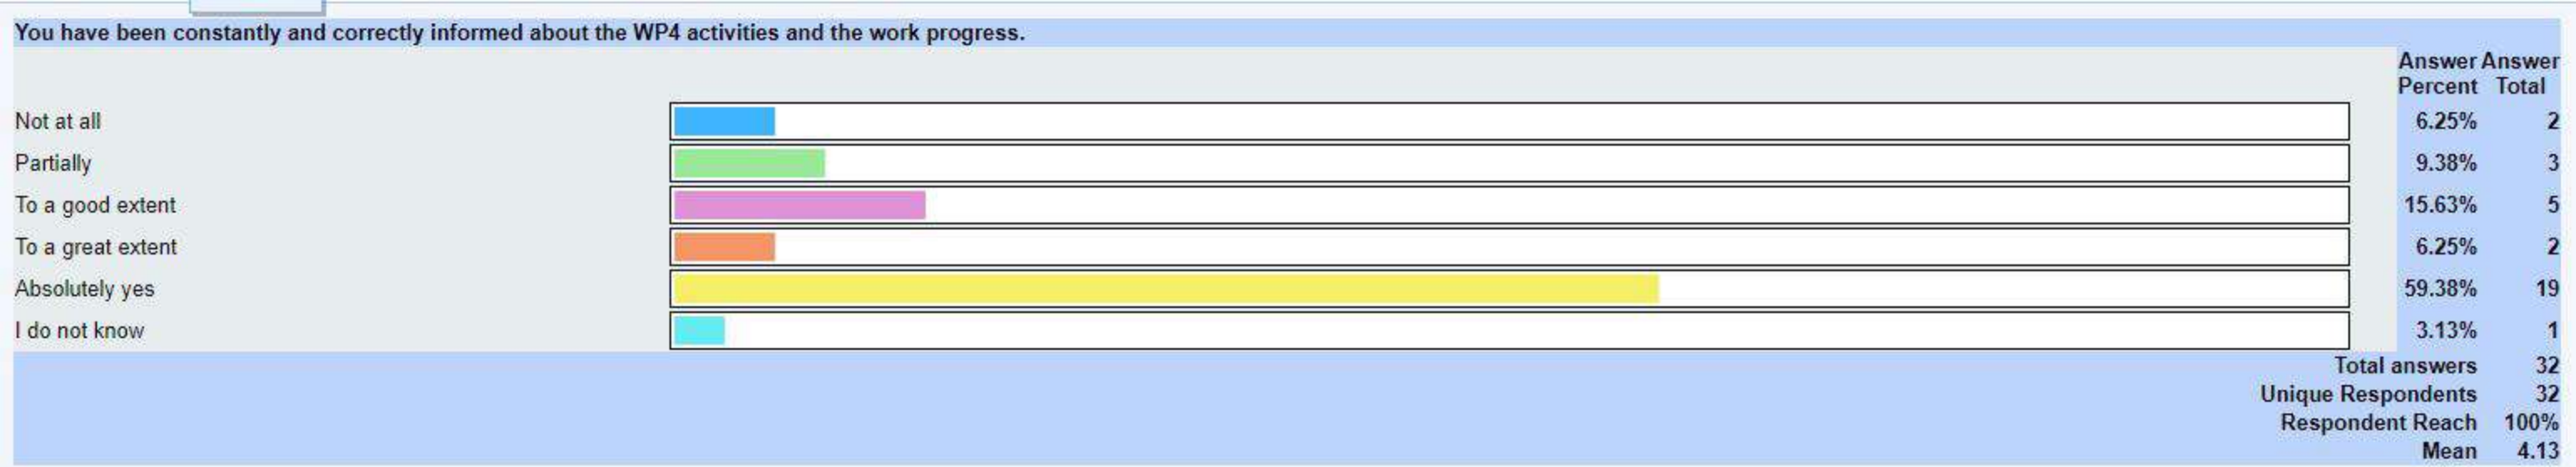 You have been constantly and correctly informed about the WP4 activities and the work progress.
Answer Answer
Percent Total
Not at all 6.25% 2
Partially 9.38% 3
To a good extent 15.63% 5
To a great extent 6.25% 2
Absolutely yes 59.38% 19
I do not know 3.13% 1
Total answers 32
Unique Respondents 32
Respondent Reach 100%
Mean 4.13